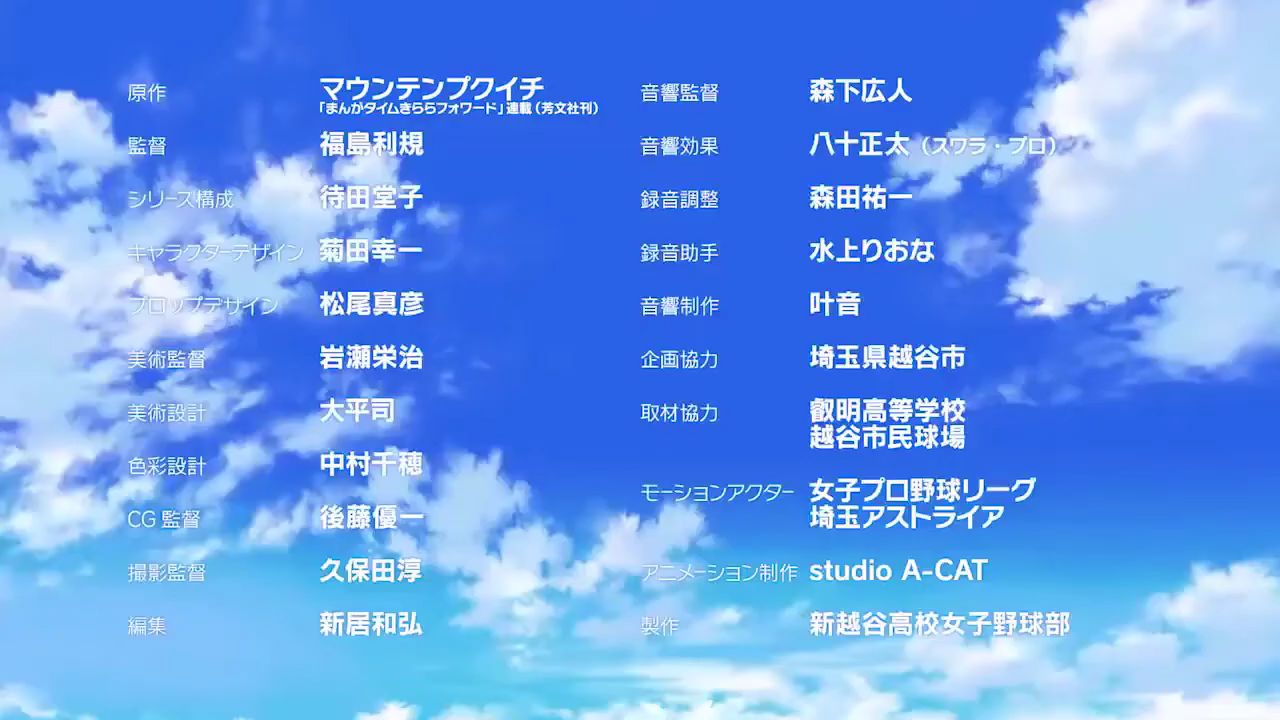 原作 マウンテンプクイチ
「まんがタイムきららフォワード」連載（芳文社刊）
監督 福島利規
シリーズ構成 待田堂子
キャラクターデザイン 菊田幸一
プロップデザイン 松尾真彦
美術監督 岩瀬栄治
美術設計 大平司
色彩設計 中村千穂
CG監督 後藤優一
撮影監督 久保田淳
編集 新居和弘
音響監督 森下広人
音響効果 八十正太（スワラ・プロ）
録音調整 森田祐一
録音助手 水上りおな
音響制作 叶音
企画協力 埼玉県越谷市
取材協力 叡明高等学校
越谷市民球場
モーションアクター 女子プロ野球リーグ
埼玉アストライア
アニメーション制作 studio A-CAT
製作 新越谷高校女子野球部